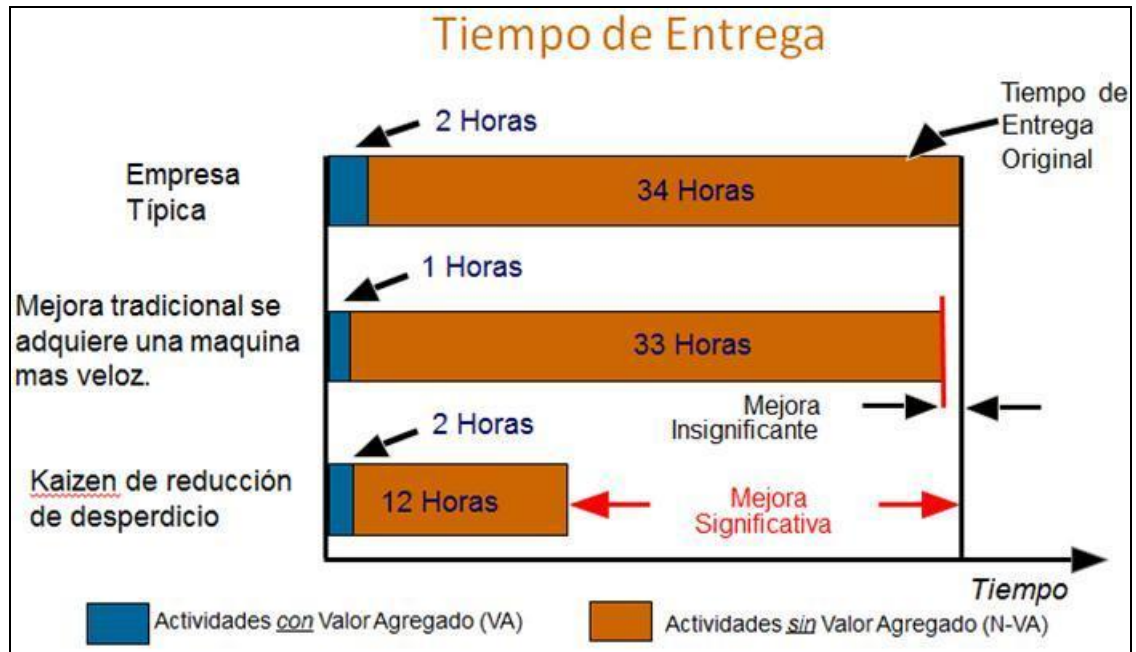 Tiempo de Entrega
2 Horas
Tiempo de
Entrega
Original
Empresa
Típica
34 Horas
1 Horas
Mejora tradicional se
adquiere una maquina
mas veloz.
33 Horas
Mejora
Insignificante
2 Horas
Kaizen de reducción
de desperdicio
12 Horas
Mejora
Significativa
Tiempo
Actividades con Valor Agregado (VA)
Actividades sin Valor Agregado (N-VA)